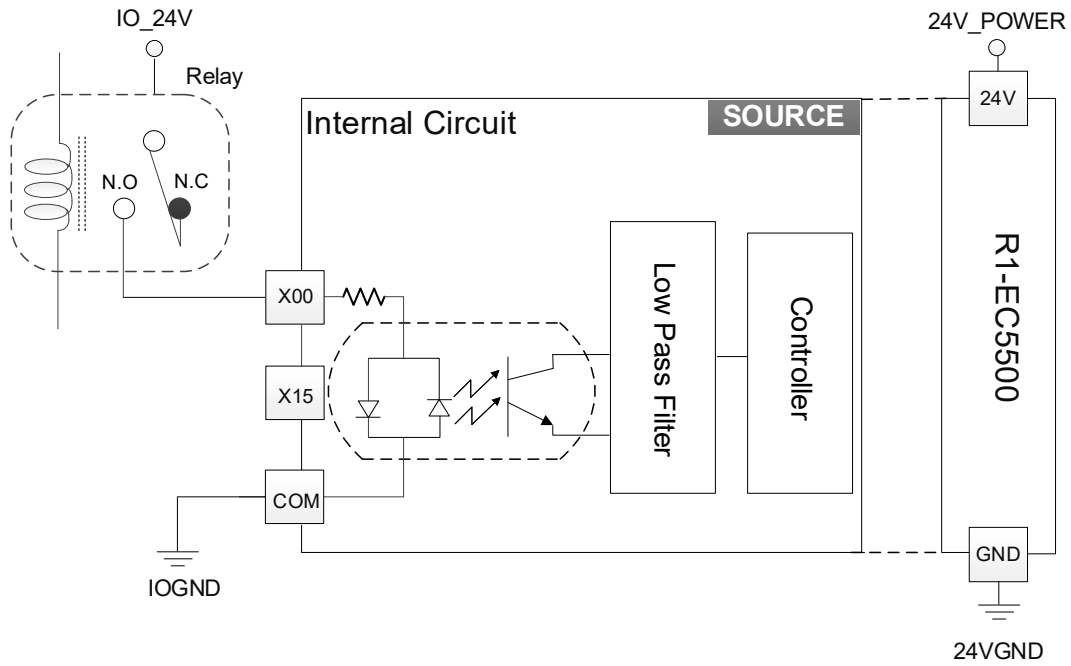 IO_24V
24V_POWER
Relay
24V
Internal Circuit
SOURCE
N.O
N.C
X00
X15
COM
IOGND
Low Pass Filter
Controller
R1-EC5500
GND
24VGND